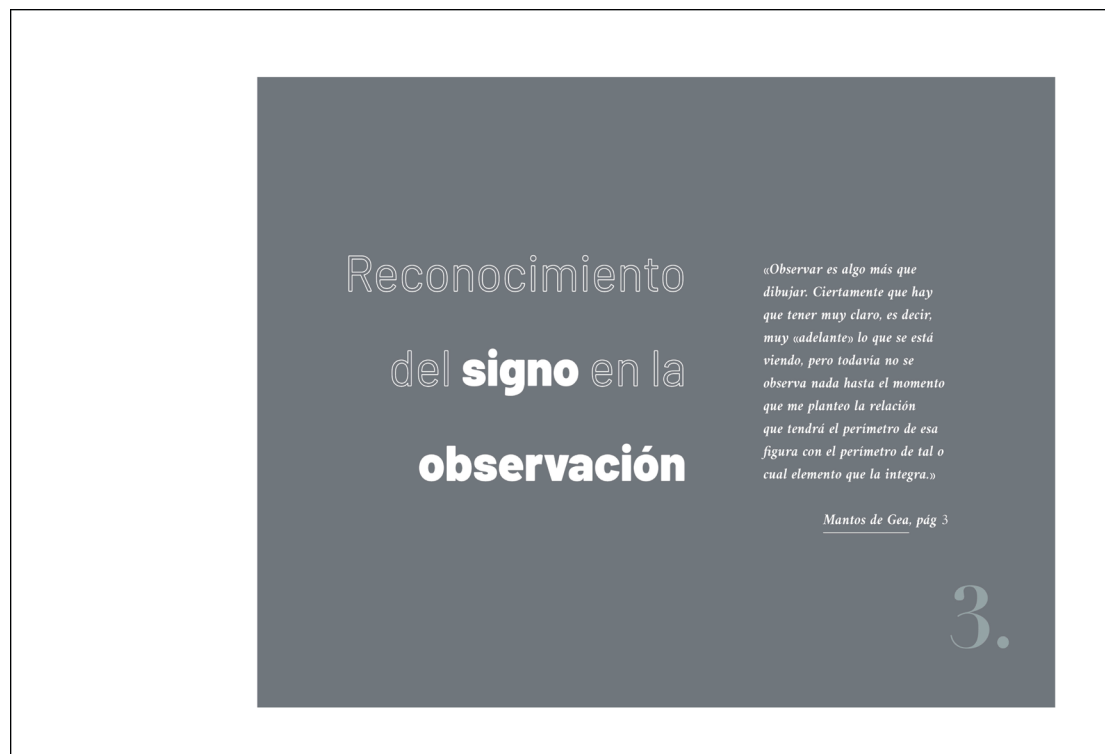 Reconocimiento
del signo en la
observación
«Observar es algo más que
dibujar. Ciertamente que hay
que tener muy claro, es decir,
muy «adelante» lo que se está
viendo, pero todavía no se
observa nada hasta el momento
que me planteo la relación
que tendrá el perímetro de esa
figura con el perímetro de tal o
cual elemento que la integra.»
Mantos de Gea, pág 3
3.